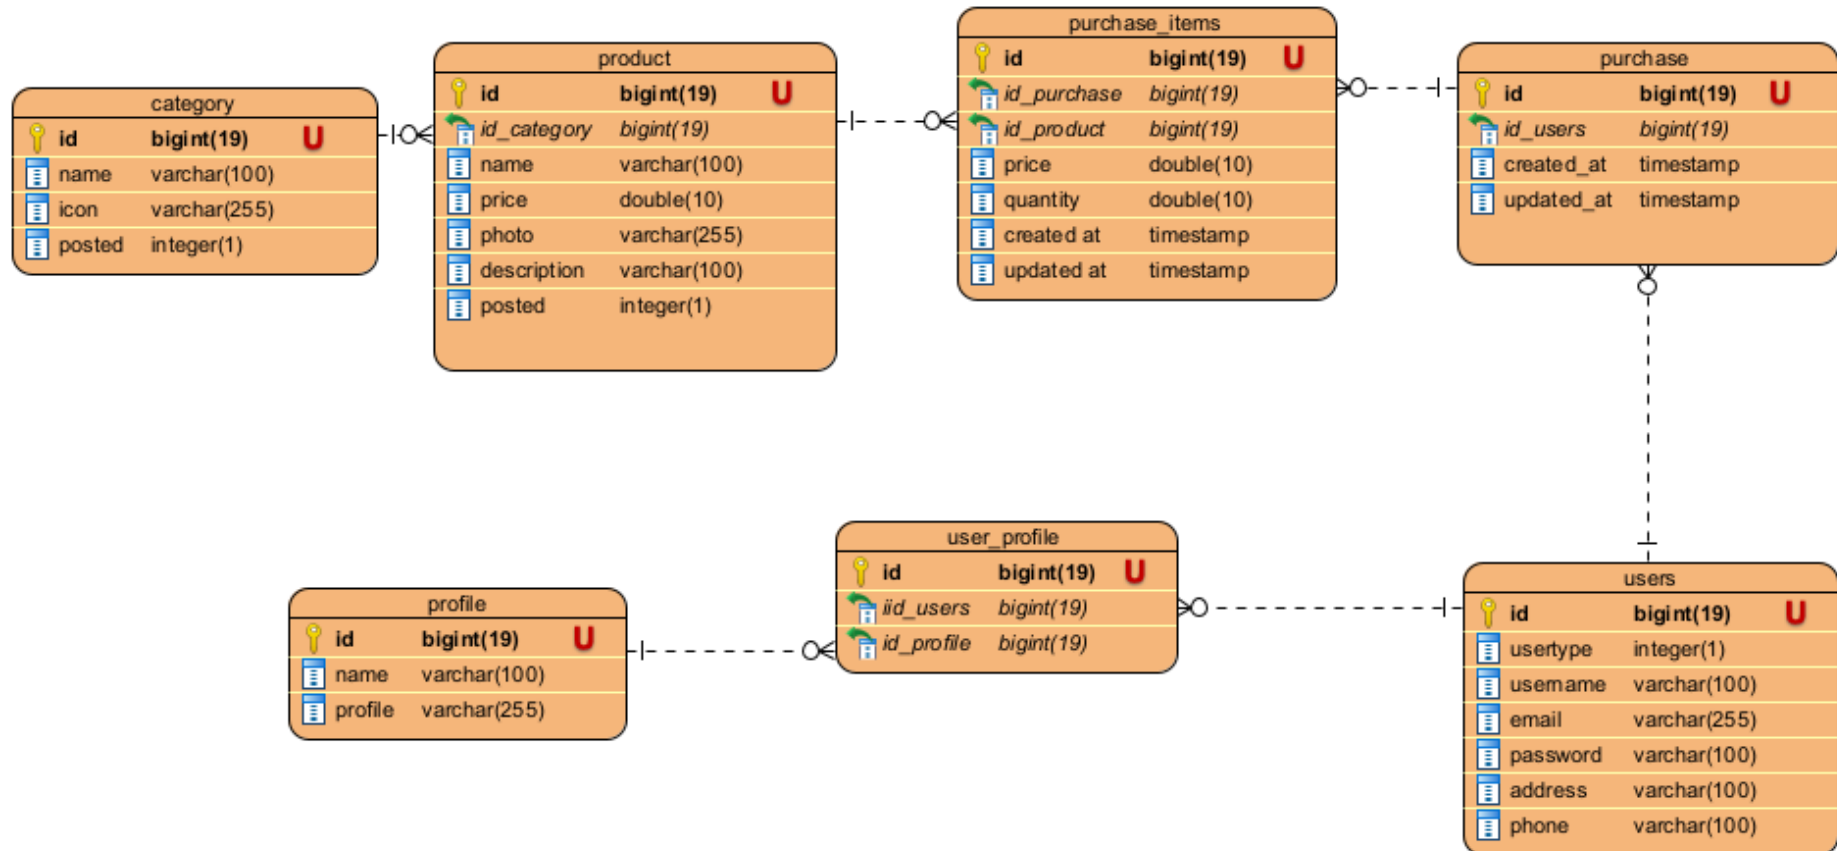 category
id bigint(19) U
name varchar(100)
icon varchar(255)
posted integer(1)
product
id bigint(19) U
id_category bigint(19)
name varchar(100)
price double(10)
photo varchar(255)
description varchar(100)
posted integer(1)
purchase_items
id bigint(19) U
id_purchase bigint(19)
id_product bigint(19)
price double(10)
quantity double(10)
created at timestamp
updated at timestamp
purchase
id bigint(19) U
id_users bigint(19)
created_at timestamp
updated_at timestamp
profile
id bigint(19) U
name varchar(100)
profile varchar(255)
user_profile
id bigint(19) U
iid_users bigint(19)
id_profile bigint(19)
users
id bigint(19) U
usertype integer(1)
username varchar(100)
email varchar(255)
password varchar(100)
address varchar(100)
phone varchar(100)